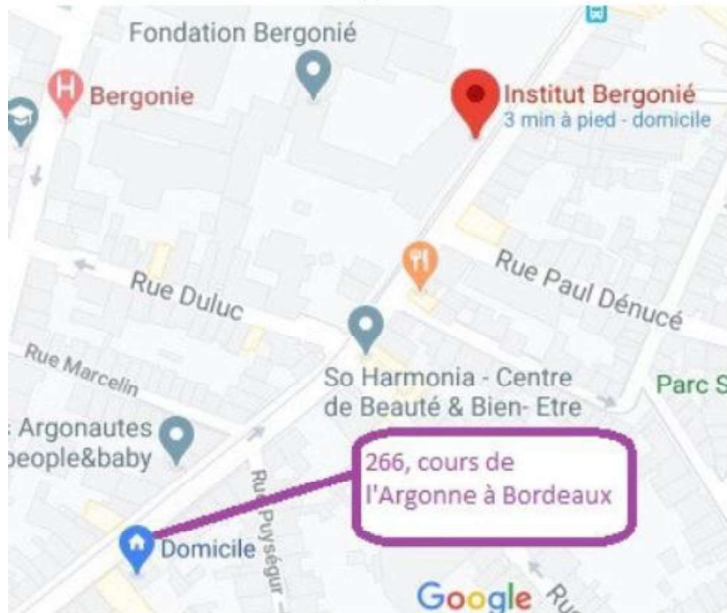 Fondation Bergonié
H
Bergonie
Institut Bergonié
3 min à pied - domicile
Rue Duluc
Rue Paul Dénucé
Rue Marcelin
So Harmonia - Centre
de Beauté & Bien- Etre
Parc S
s Argonautes
people&baby
266, cours de
l'Argonne à Bordeaux
Rue Puységur
Domicile
Google
Ru